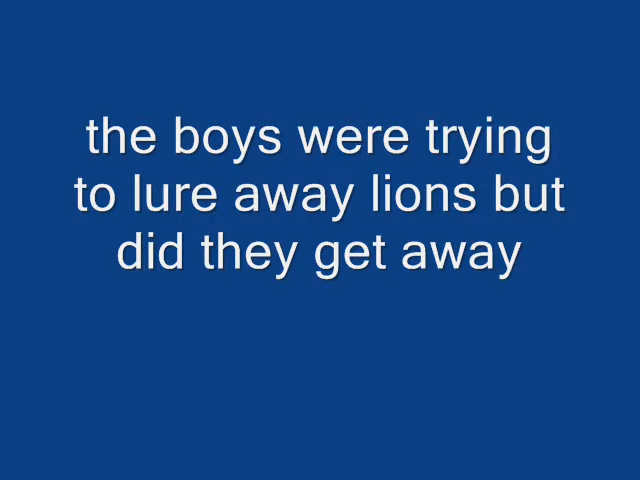 the boys were trying
to lure away lions but
did they get away